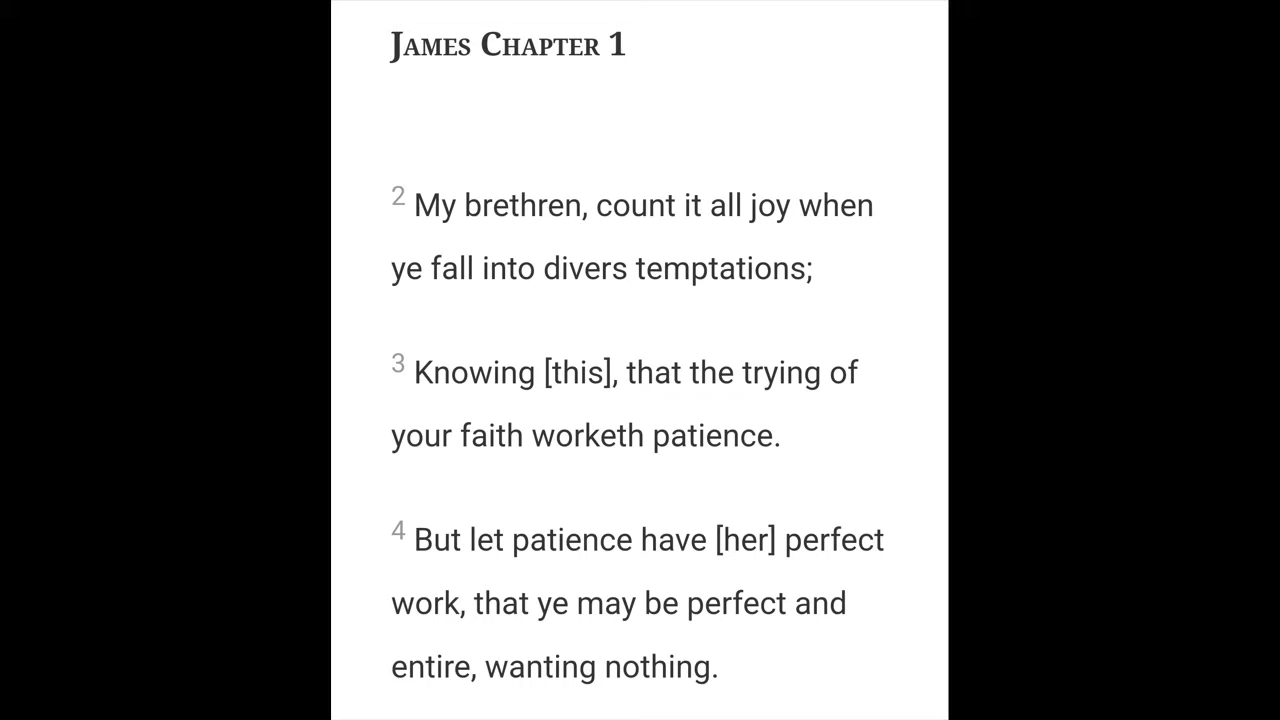 James Chapter 1
2 My brethren, count it all joy when
ye fall into divers temptations;
3 Knowing [this], that the trying of
your faith worketh patience.
4 But let patience have [her] perfect
work, that ye may be perfect and
entire, wanting nothing.